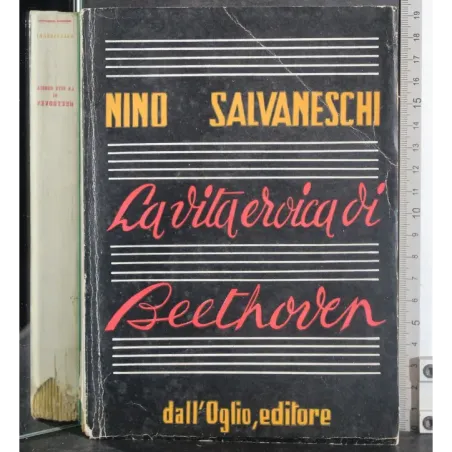 NINO SALVANESCHI
La vita eroica di
Beethoven
dall'Oglio, editore